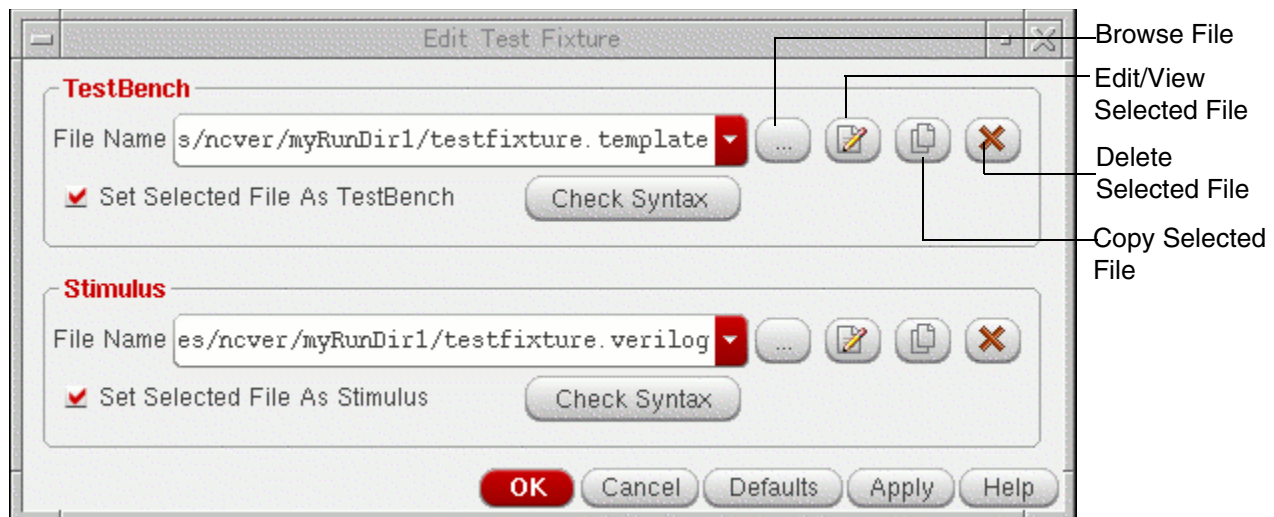 Edit Test Fixture
Browse File
Edit/View
Selected File
TestBench
File Name s/ncver/myRunDir1/testfixture.template ...
Delete
Selected File
Set Selected File As TestBench Check Syntax
Copy Selected
File
Stimulus
File Name es/ncver/myRunDir1/testfixture.verilog ...
Set Selected File As Stimulus Check Syntax
OK Cancel Defaults Apply Help